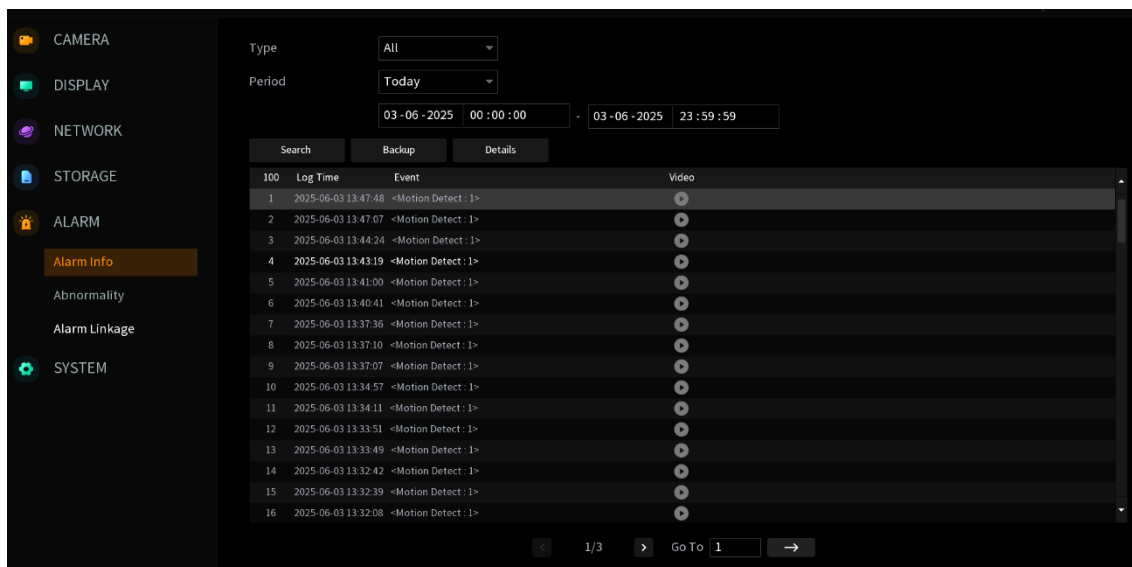 CAMERA
DISPLAY
NETWORK
STORAGE
ALARM
Alarm Info
Abnormality
Alarm Linkage
SYSTEM
Type All
Period Today
03-06-2025 00:00:00 - 03-06-2025 23:59:59
Search Backup Details
100 Log Time Event Video
1 2025-06-03 13:47:48 <Motion Detect : 1>
2 2025-06-03 13:47:07 <Motion Detect : 1>
3 2025-06-03 13:44:24 <Motion Detect : 1>
4 2025-06-03 13:43:19 <Motion Detect : 1>
5 2025-06-03 13:41:00 <Motion Detect : 1>
6 2025-06-03 13:40:41 <Motion Detect : 1>
7 2025-06-03 13:37:36 <Motion Detect : 1>
8 2025-06-03 13:37:10 <Motion Detect : 1>
9 2025-06-03 13:37:07 <Motion Detect : 1>
10 2025-06-03 13:34:57 <Motion Detect : 1>
11 2025-06-03 13:34:11 <Motion Detect : 1>
12 2025-06-03 13:33:51 <Motion Detect : 1>
13 2025-06-03 13:33:49 <Motion Detect : 1>
14 2025-06-03 13:32:42 <Motion Detect : 1>
15 2025-06-03 13:32:39 <Motion Detect : 1>
16 2025-06-03 13:32:08 <Motion Detect : 1>
< 1/3 > Go To 1 →